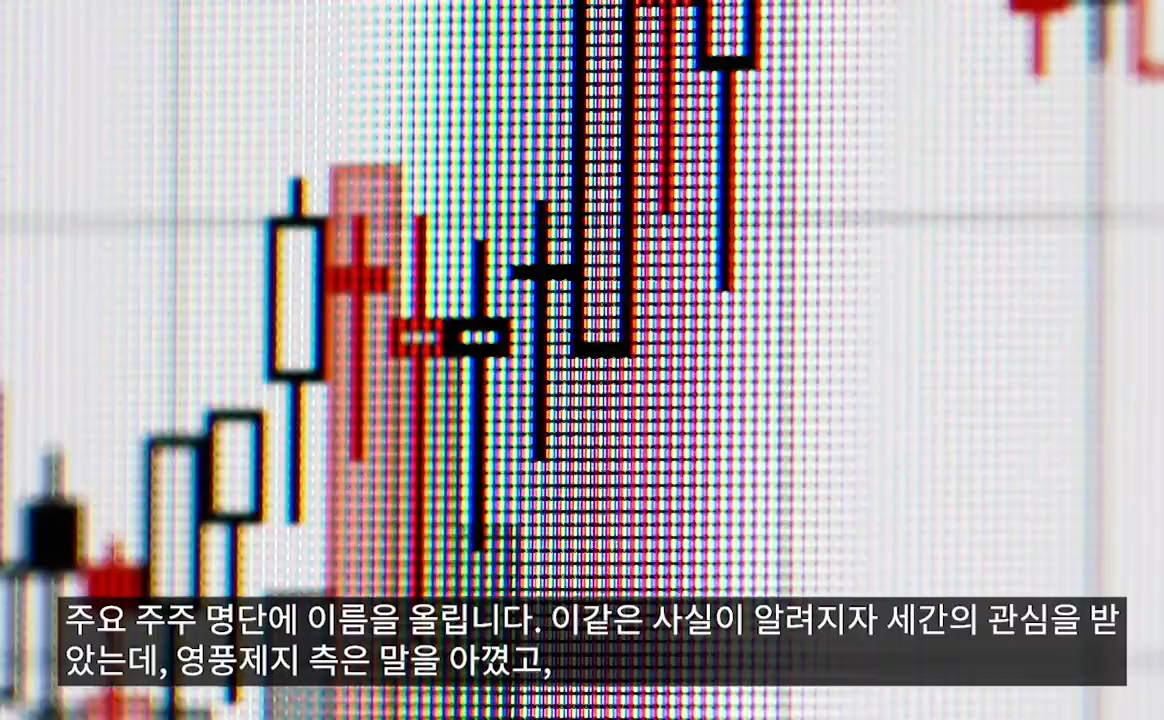 주요 주주 명단에 이름을 올립니다. 이같은 사실이 알려지자 세간의 관심을 받
았는데, 영풍제지 측은 말을 아꼈고,